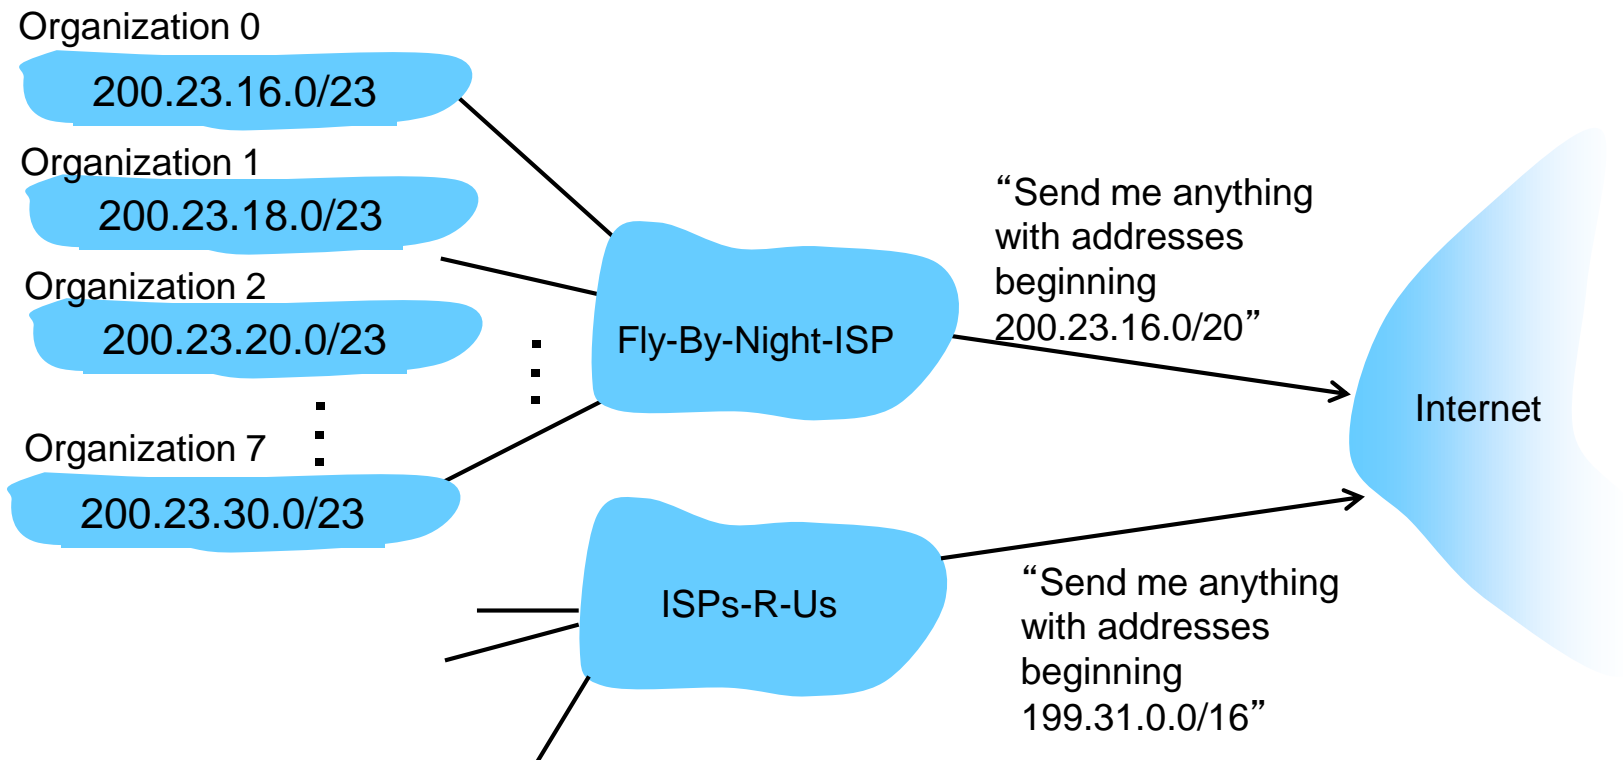 Organization 0
200.23.16.0/23
Organization 1
200.23.18.0/23
Organization 2
200.23.20.0/23
Organization 7
200.23.30.0/23
Fly-By-Night-ISP
“Send me anything
with addresses
beginning
200.23.16.0/20”
Internet
ISPs-R-Us
“Send me anything
with addresses
beginning
199.31.0.0/16”